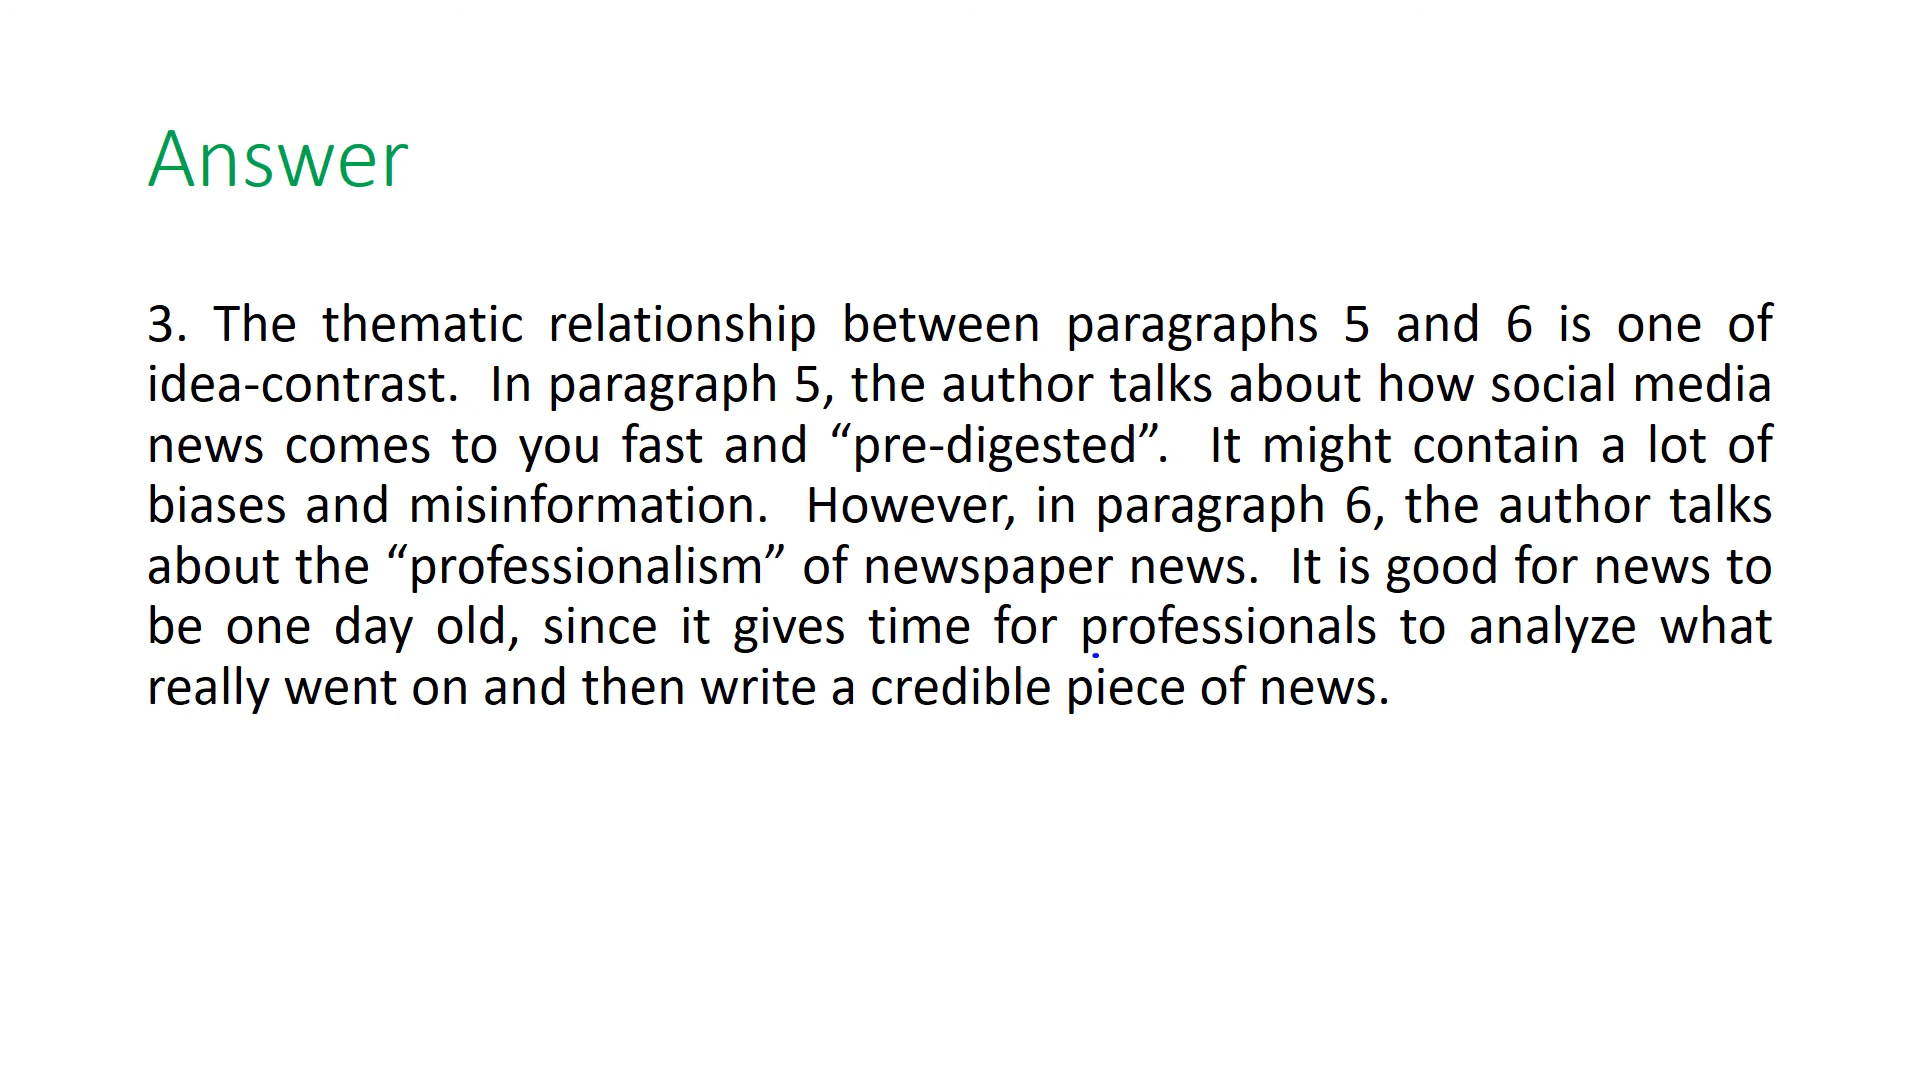 Answer
3. The thematic relationship between paragraphs 5 and 6 is one of
idea-contrast.  In paragraph 5, the author talks about how social media
news comes to you fast and “pre-digested”.  It might contain a lot of
biases and misinformation.  However, in paragraph 6, the author talks
about the “professionalism” of newspaper news.  It is good for news to
be one day old, since it gives time for professionals to analyze what
really went on and then write a credible piece of news.